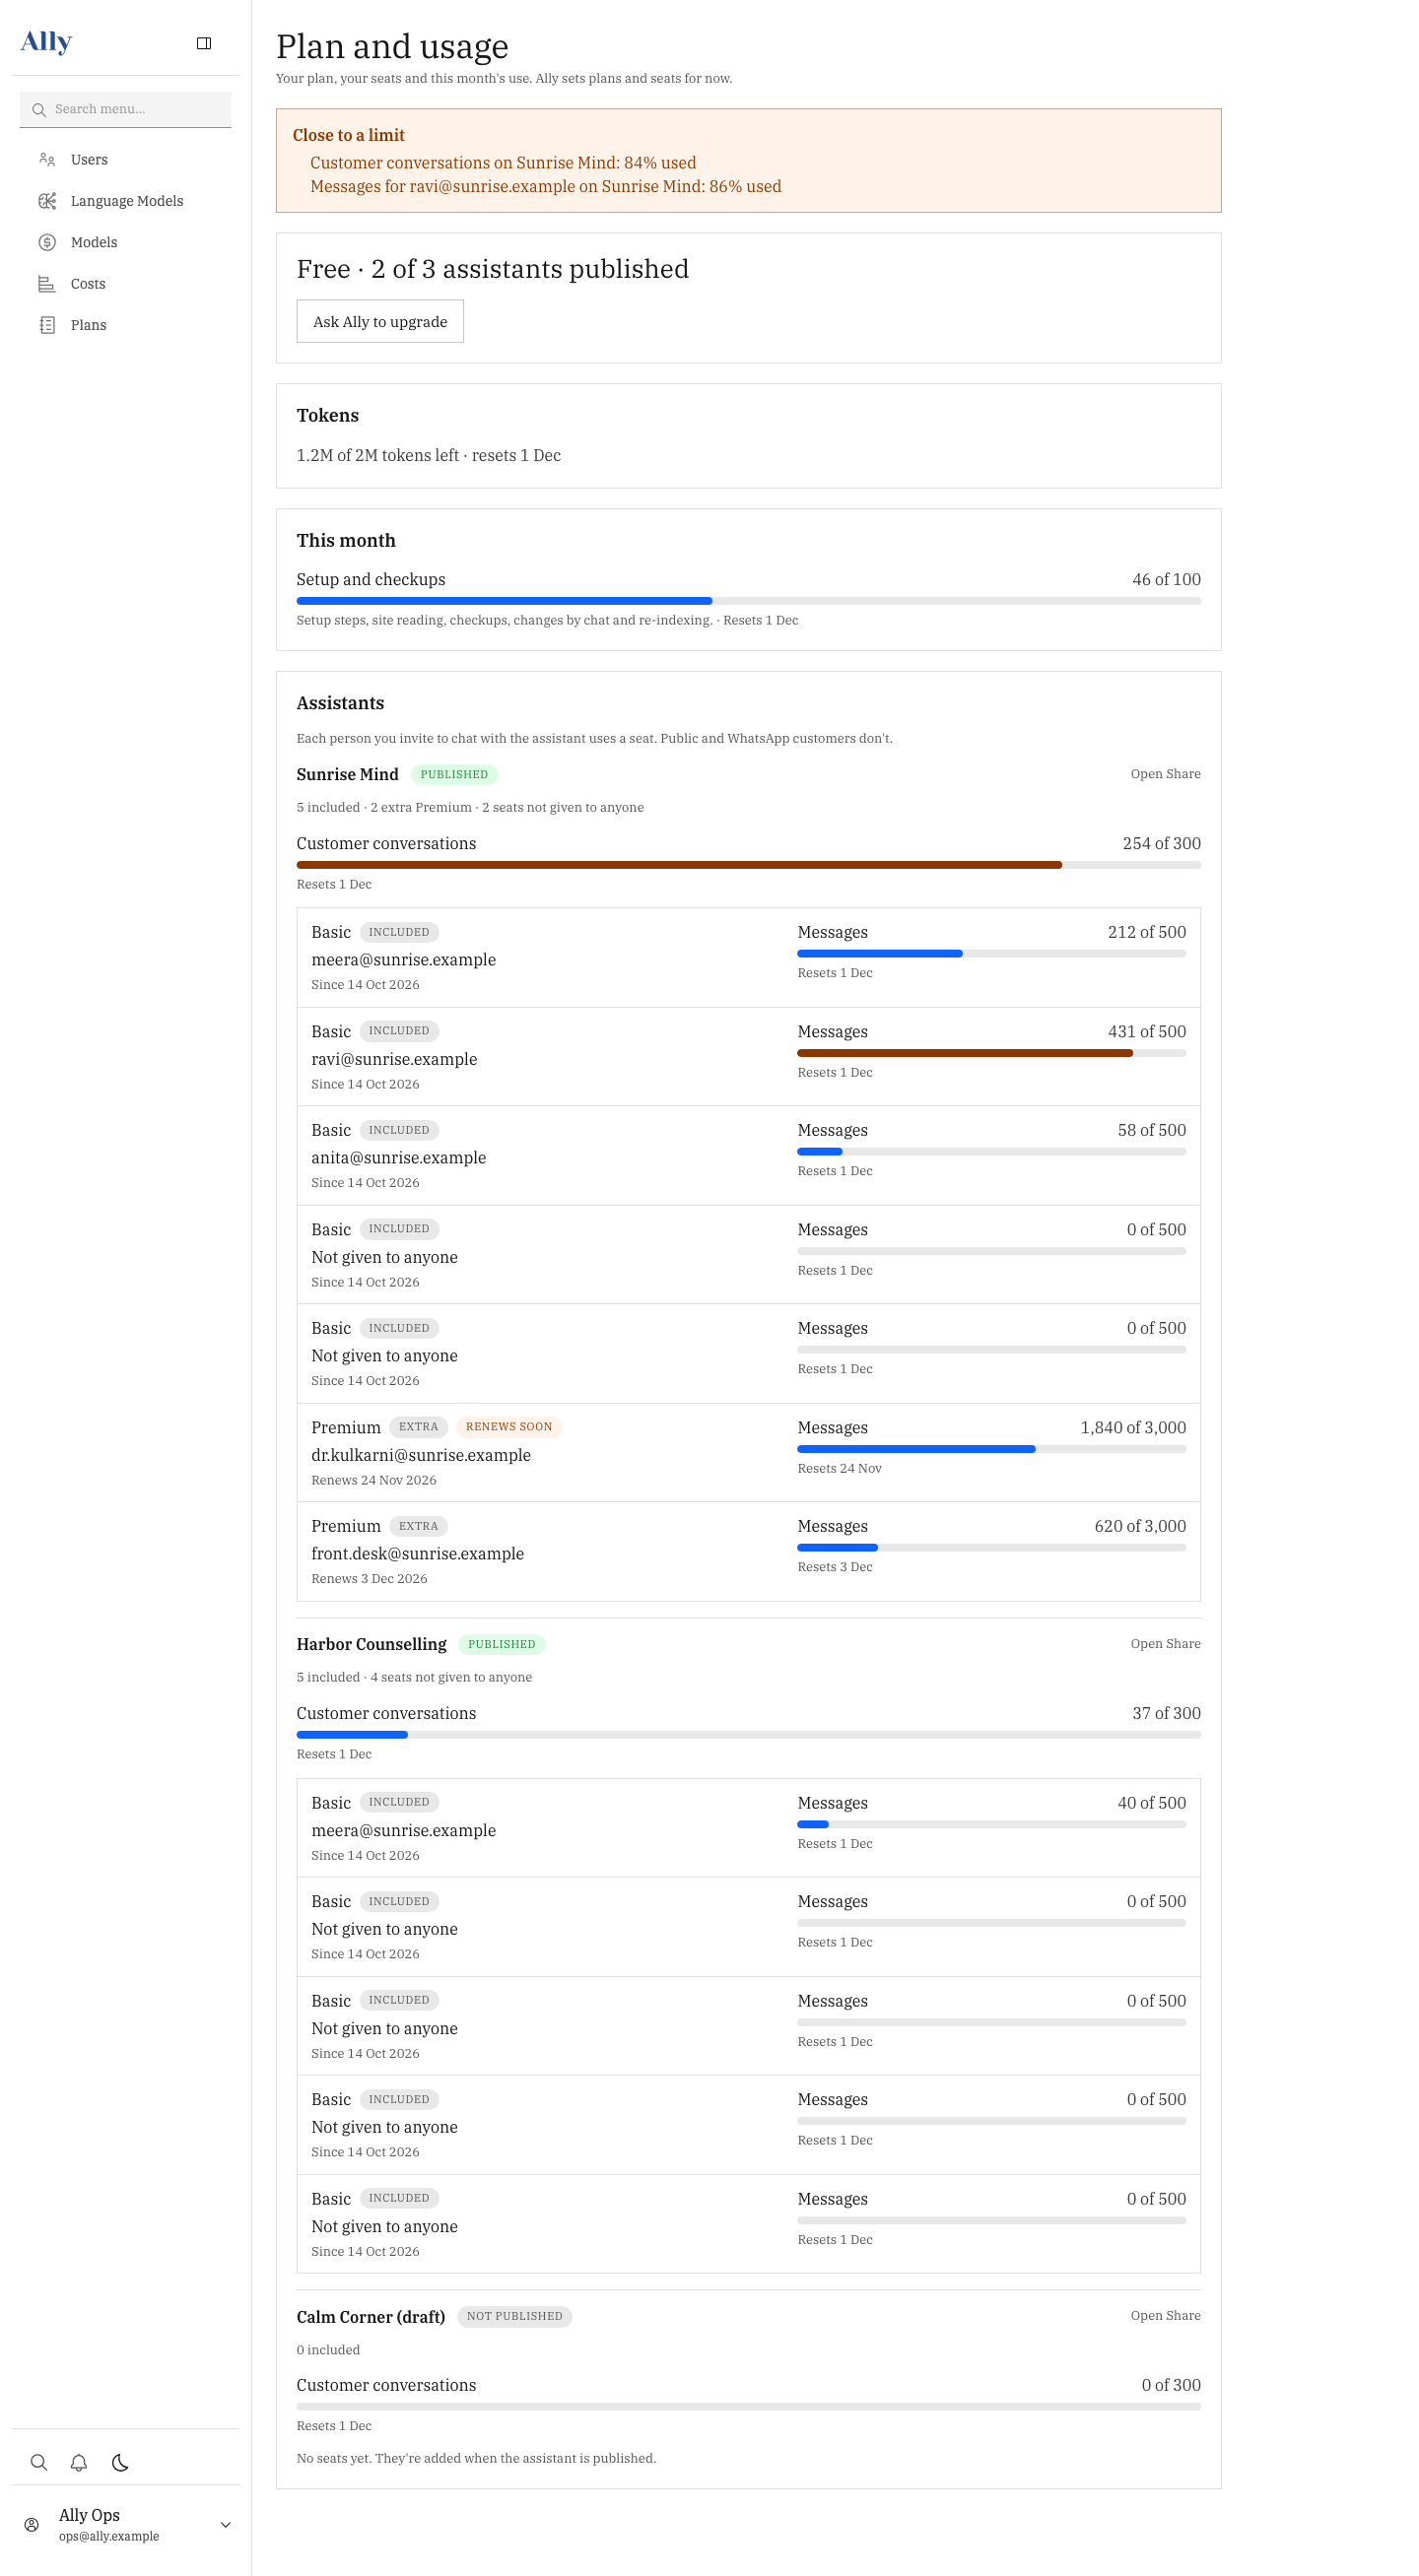 Ally
Search menu...
Users
Language Models
Models
Costs
Plans
Plan and usage
Your plan, your seats and this month's use. Ally sets plans and seats for now.
Close to a limit
Customer conversations on Sunrise Mind: 84% used
Messages for ravi@sunrise.example on Sunrise Mind: 86% used
Free · 2 of 3 assistants published
Ask Ally to upgrade
Tokens
1.2M of 2M tokens left · resets 1 Dec
This month
Setup and checkups 46 of 100
Setup steps, site reading, checkups, changes by chat and re-indexing. · Resets 1 Dec
Assistants
Each person you invite to chat with the assistant uses a seat. Public and WhatsApp customers don't.
Sunrise Mind PUBLISHED Open Share
5 included · 2 extra Premium · 2 seats not given to anyone
Customer conversations 254 of 300
Resets 1 Dec
Basic INCLUDED Messages 212 of 500
meera@sunrise.example
Resets 1 Dec
Since 14 Oct 2026
Basic INCLUDED Messages 431 of 500
ravi@sunrise.example
Resets 1 Dec
Since 14 Oct 2026
Basic INCLUDED Messages 58 of 500
anita@sunrise.example
Resets 1 Dec
Since 14 Oct 2026
Basic INCLUDED Messages 0 of 500
Not given to anyone
Resets 1 Dec
Since 14 Oct 2026
Basic INCLUDED Messages 0 of 500
Not given to anyone
Resets 1 Dec
Since 14 Oct 2026
Premium EXTRA RENEWS SOON Messages 1,840 of 3,000
dr.kulkarni@sunrise.example
Resets 24 Nov
Renews 24 Nov 2026
Premium EXTRA Messages 620 of 3,000
front.desk@sunrise.example
Resets 3 Dec
Renews 3 Dec 2026
Harbor Counselling PUBLISHED Open Share
5 included · 4 seats not given to anyone
Customer conversations 37 of 300
Resets 1 Dec
Basic INCLUDED Messages 40 of 500
meera@sunrise.example
Resets 1 Dec
Since 14 Oct 2026
Basic INCLUDED Messages 0 of 500
Not given to anyone
Resets 1 Dec
Since 14 Oct 2026
Basic INCLUDED Messages 0 of 500
Not given to anyone
Resets 1 Dec
Since 14 Oct 2026
Basic INCLUDED Messages 0 of 500
Not given to anyone
Resets 1 Dec
Since 14 Oct 2026
Basic INCLUDED Messages 0 of 500
Not given to anyone
Resets 1 Dec
Since 14 Oct 2026
Calm Corner (draft) NOT PUBLISHED Open Share
0 included
Customer conversations 0 of 300
Resets 1 Dec
No seats yet. They're added when the assistant is published.
Ally Ops
ops@ally.example